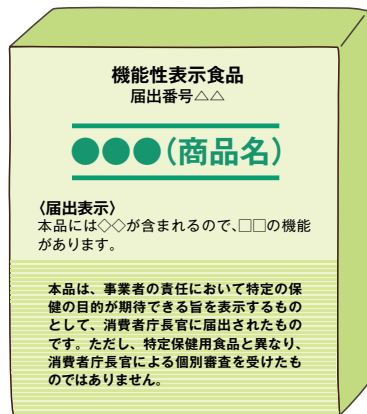 機能性表示食品
届出番号△△
●●●(商品名)
〈届出表示〉
本品には◇◇が含まれるので、□□の機能
があります。
本品は、事業者の責任において特定の保
健の目的が期待できる旨を表示するもの
として、消費者庁長官に届出されたもの
です。ただし、特定保健用食品と異なり、
消費者庁長官による個別審査を受けたも
のではありません。